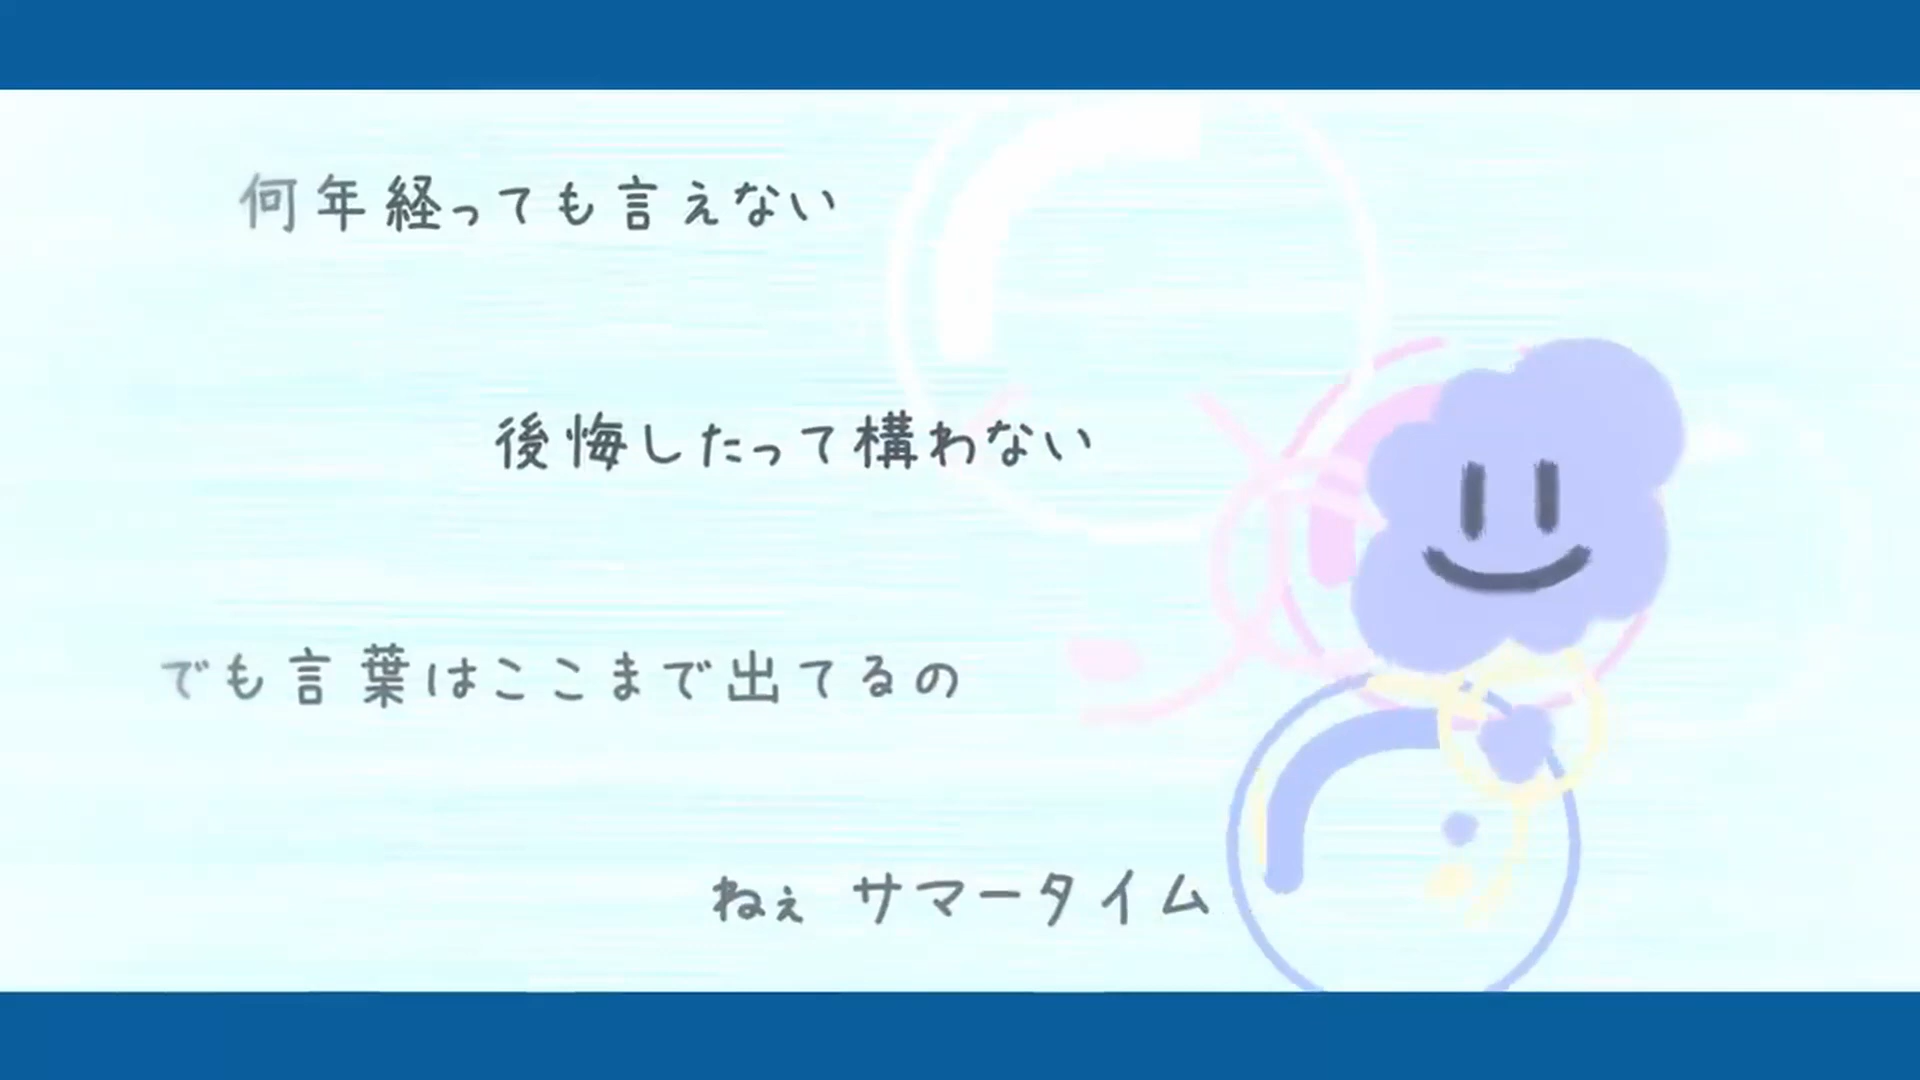 何年経っても言えない
後悔したって構わない
でも言葉はここまで出てるの
ねぇ サマータイム